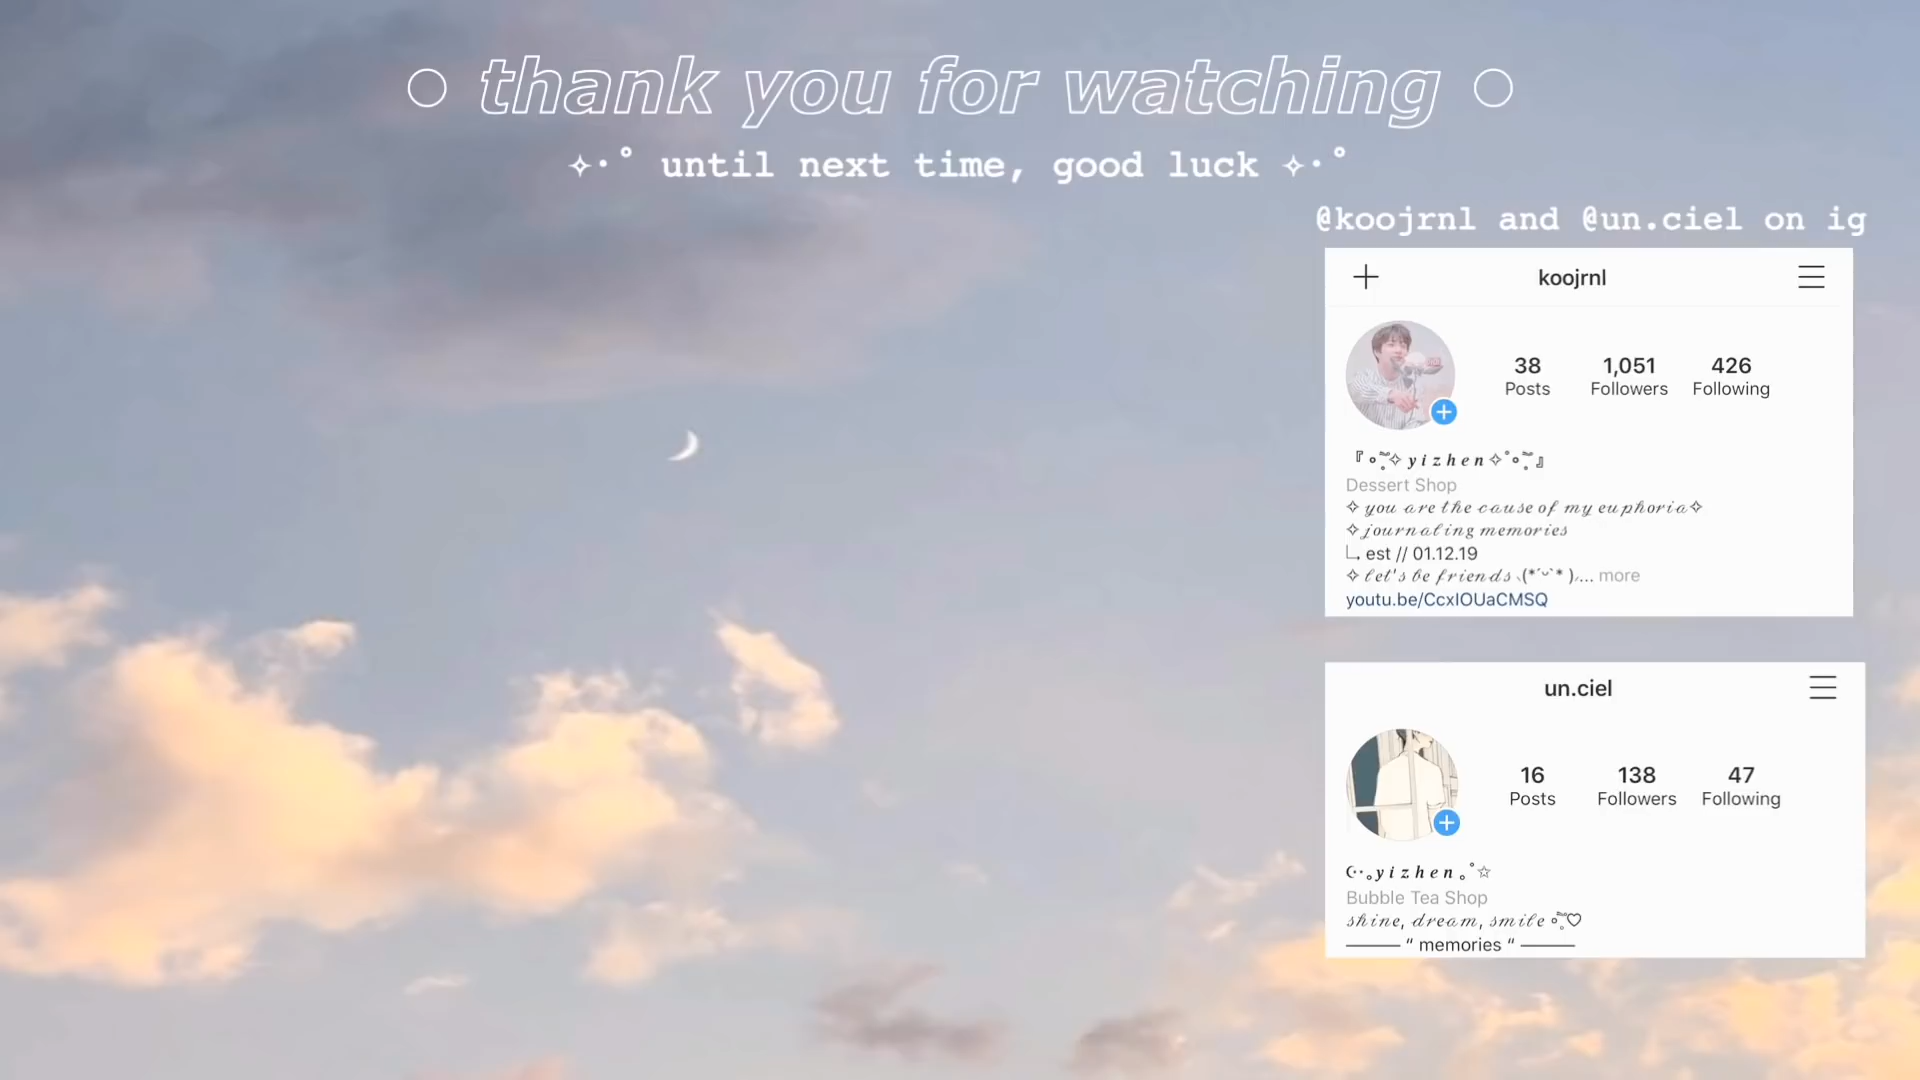 ○ thank you for watching ○
✧･ﾟ until next time, good luck ✧･ﾟ
@koojrnl and @un.ciel on ig
koojrnl
38 1,051 426
Posts Followers Following
『 ∘ ✧ 𝒚 𝒊 𝒛 𝒉 𝒆 𝒏 ✧˚∘ 』
Dessert Shop
✧ 𝓎𝑜𝓊 𝒶𝓇𝑒 𝓉𝒽𝑒 𝒸𝒶𝓊𝓈𝑒 𝑜𝒻 𝓂𝓎 𝑒𝓊𝓅𝒽𝑜𝓇𝒾𝒶✧
✧ 𝒿𝑜𝓊𝓇𝓃𝒶𝓁𝒾𝓃𝑔 𝓂𝑒𝓂𝑜𝓇𝒾𝑒𝓈
↳ est // 01.12.19
✧ 𝓁𝑒𝓉'𝓈 𝒷𝑒 𝒻𝓇𝒾𝑒𝓃𝒹𝓈 ⸜(*ˊᵕˋ* )⸝... more
youtu.be/CcxIOUaCMSQ
un.ciel
16 138 47
Posts Followers Following
☪·｡𝒚 𝒊 𝒛 𝒉 𝒆 𝒏 ｡˚☆
Bubble Tea Shop
𝓈𝒽𝒾𝓃𝑒, 𝒹𝓇𝑒𝒶𝓂, 𝓈𝓂𝒾𝓁𝑒 ∘♡
——— “ memories “ ———